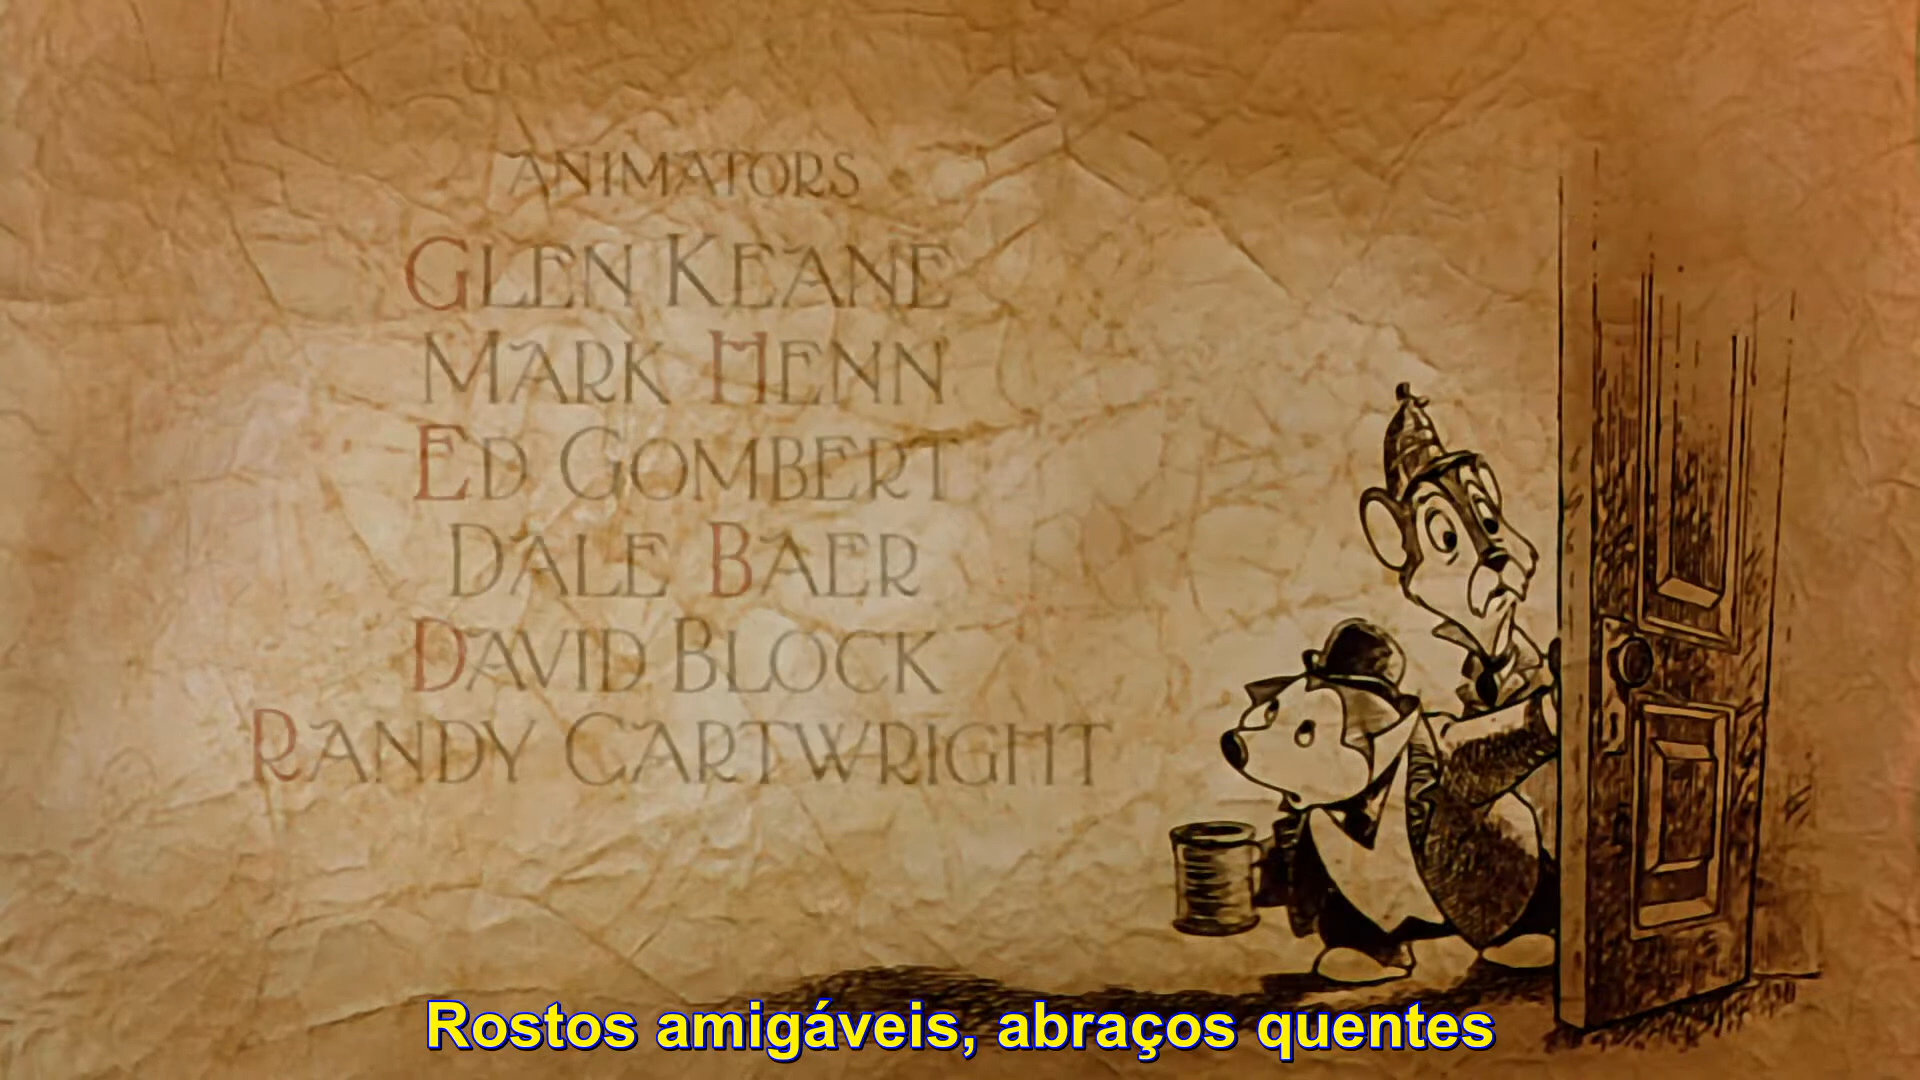 ANIMATORS
GLEN KEANE
MARK HENN
ED GOMBERT
DALE BAER
DAVID BLOCK
RANDY CARTWRIGHT
Rostos amigáveis, abraços quentes